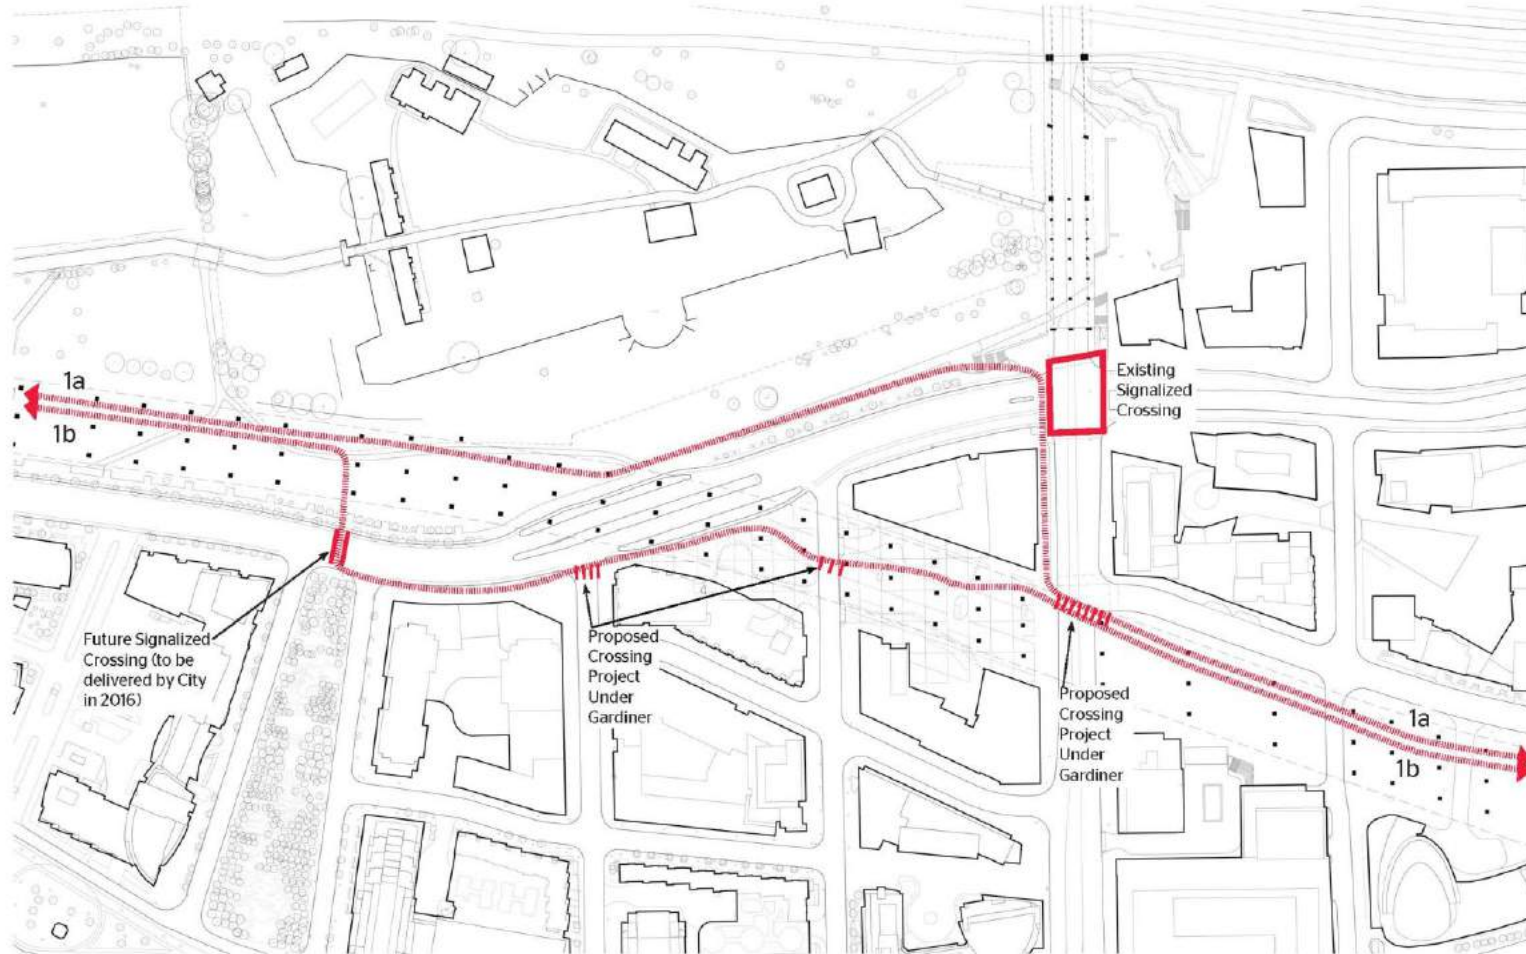 1a
1b
Existing
Signalized
Crossing
Future Signalized
Crossing (to be
delivered by City
in 2016)
Proposed
Crossing
Project
Under
Gardiner
Proposed
Crossing
Project
Under
Gardiner
1a
1b